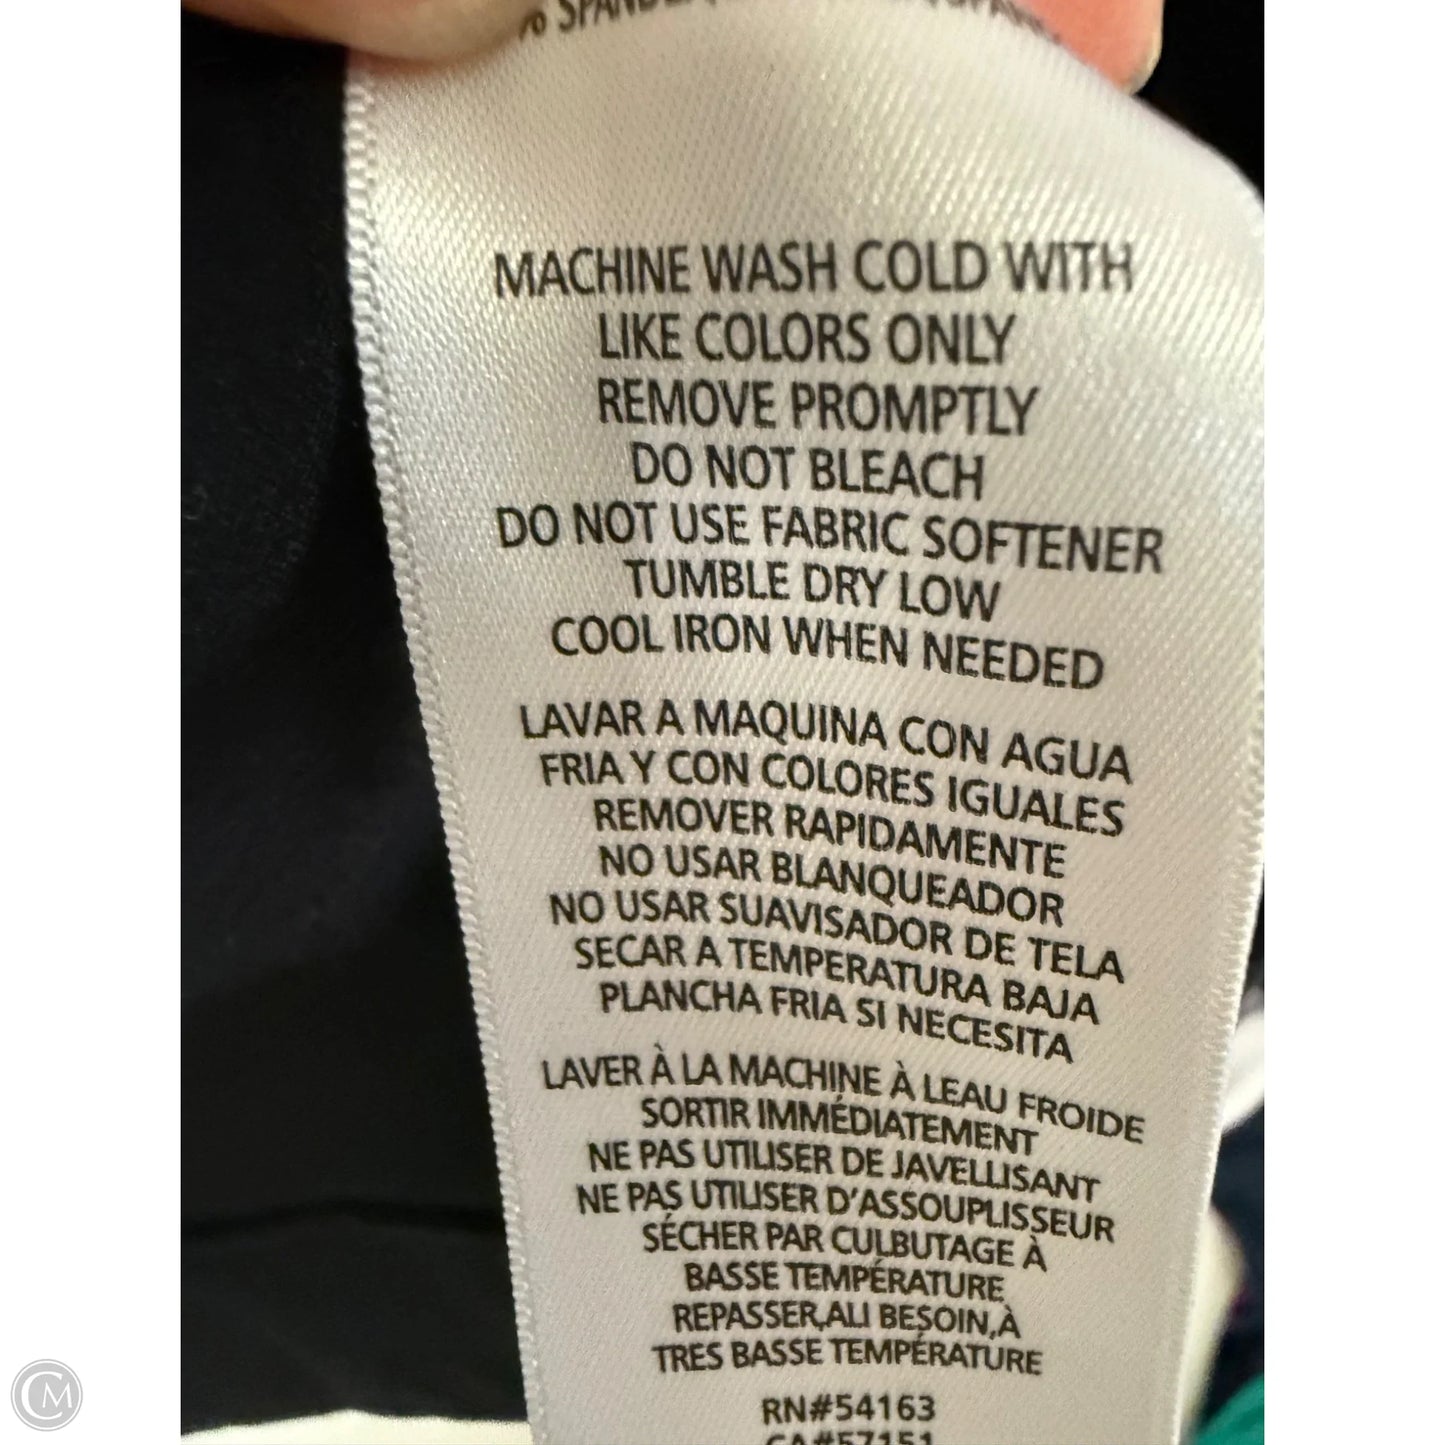 MACHINE WASH COLD WITH
LIKE COLORS ONLY
REMOVE PROMPTLY
DO NOT BLEACH
DO NOT USE FABRIC SOFTENER
TUMBLE DRY LOW
COOL IRON WHEN NEEDED
LAVAR A MAQUINA CON AGUA
FRIA Y CON COLORES IGUALES
REMOVER RAPIDAMENTE
NO USAR BLANQUEADOR
NO USAR SUAVISADOR DE TELA
SECAR A TEMPERATURA BAJA
PLANCHA FRIA SI NECESITA
LAVER À LA MACHINE À LEAU FROIDE
SORTIR IMMÉDIATEMENT
NE PAS UTILISER DE JAVELLISANT
NE PAS UTILISER D'ASSOUPLISSEUR
SÉCHER PAR CULBUTAGE À
BASSE TEMPÉRATURE
REPASSER,ALI BESOIN,À
TRES BASSE TEMPÉRATURE
RN#54163
CA#57151
CM